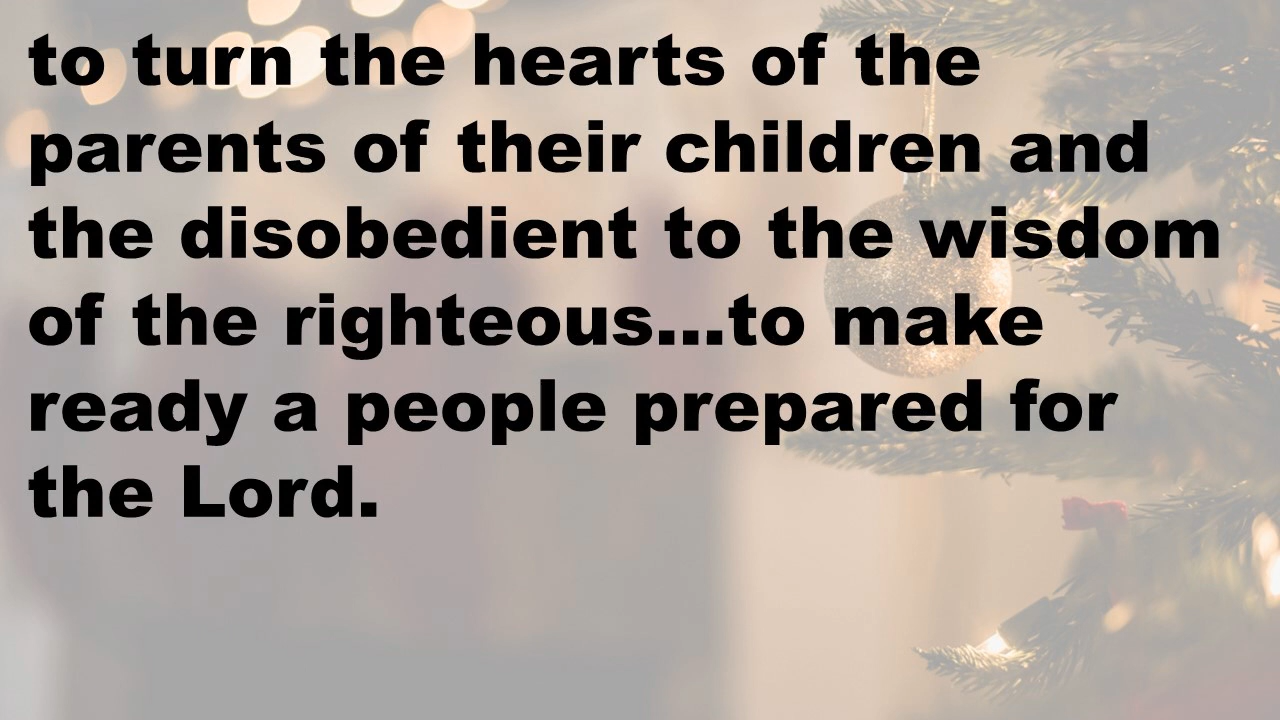 to turn the hearts of the
parents of their children and
the disobedient to the wisdom
of the righteous...to make
ready a people prepared for
the Lord.